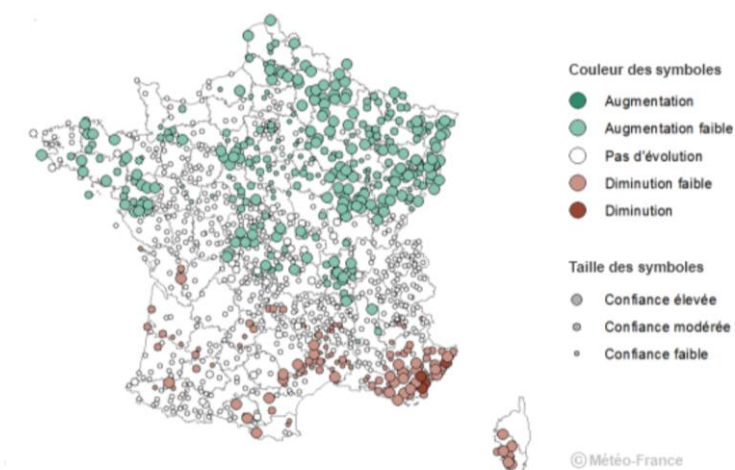 Couleur des symboles
Augmentation
Augmentation faible
Pas d'évolution
Diminution faible
Diminution
Taille des symboles
Confiance élevée
Confiance modérée
Confiance faible
© Météo-France